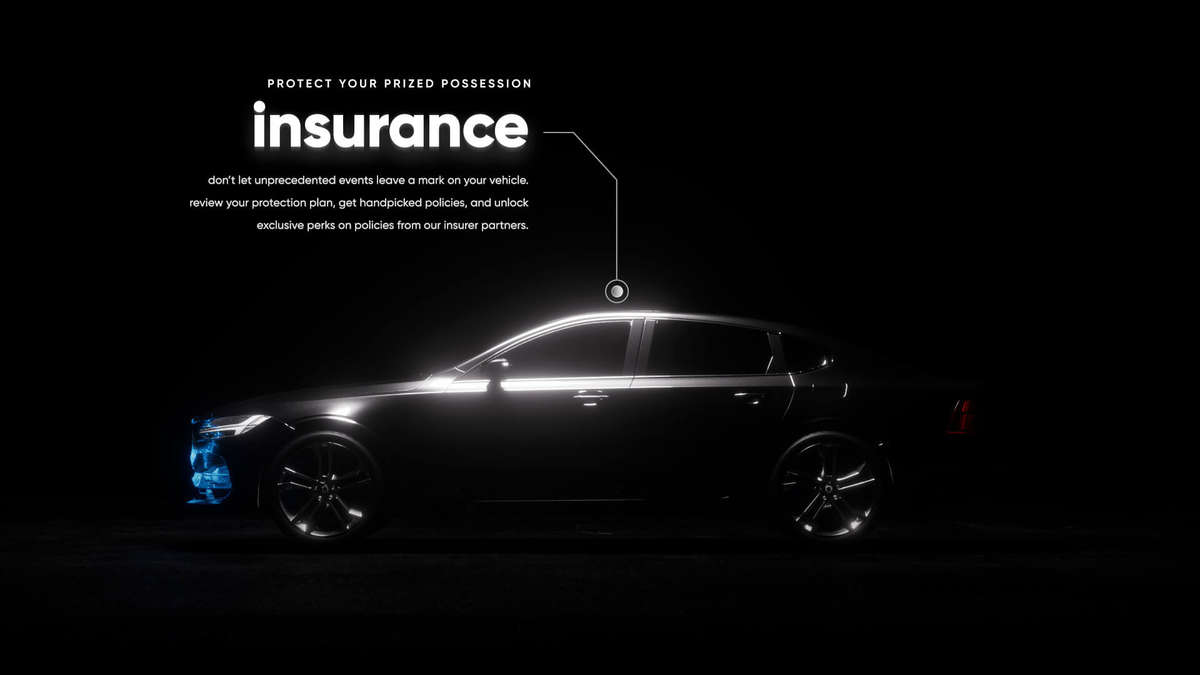 PROTECT YOUR PRIZED POSSESSION
insurance
don't let unprecedented events leave a mark on your vehicle.
review your protection plan, get handpicked policies, and unlock
exclusive perks on policies from our insurer partners.